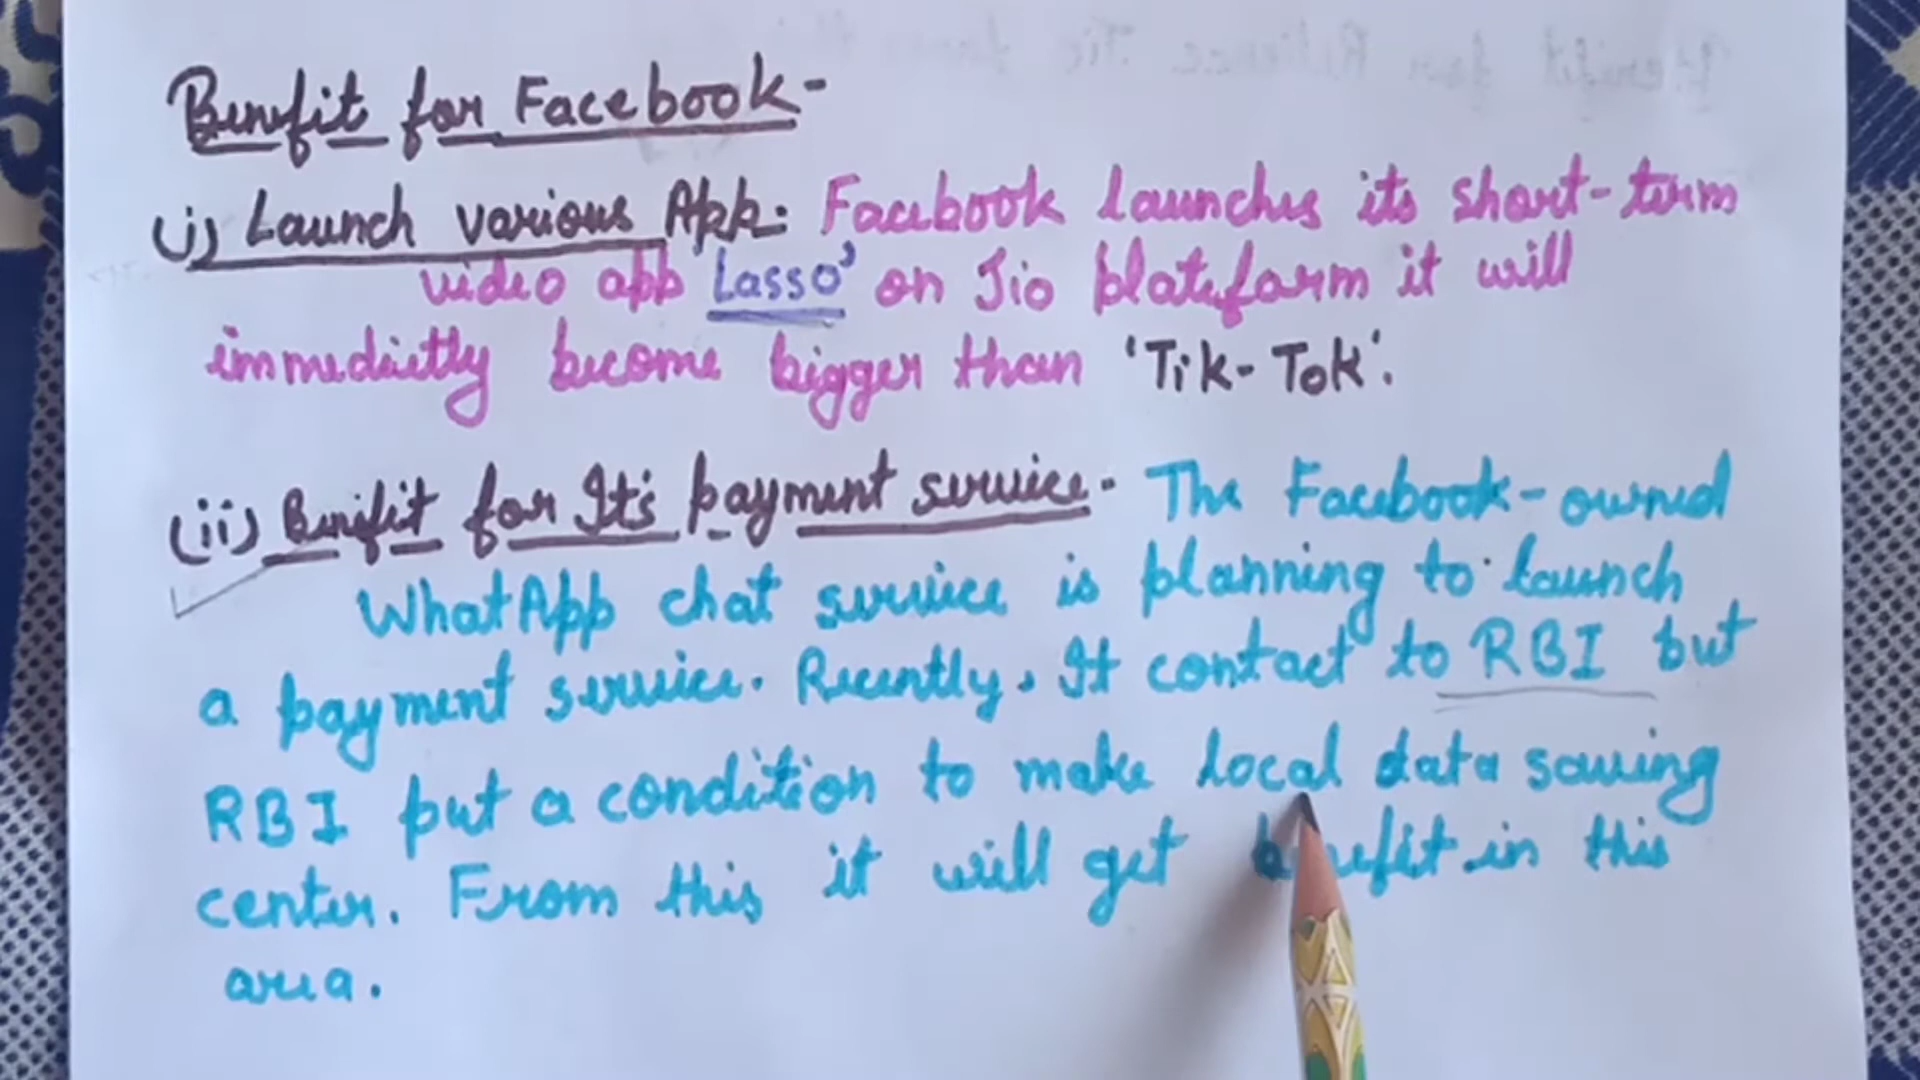 Benefit for Facebook-
(i) Launch various App: Facebook launches its short-term
video app 'Lasso' on Jio plateform it will
immedietly become bigger than 'Tik-Tok'.
(ii) Benifit for It's payment service- The Facebook-owned
WhatApp chat service is planning to launch
a payment service. Recently, It contact to RBI but
RBI put a condition to make local data saving
center. From this it will get benefit in this
area.